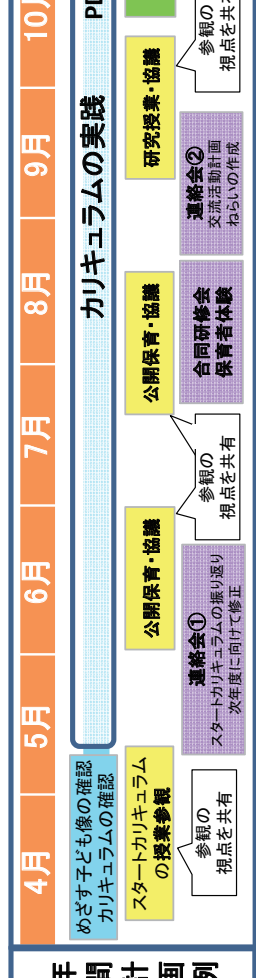 年間計画例
4月
5月
6月
7月
8月
9月
10月
めざす子ども像の確認
カリキュラムの確認
カリキュラムの実践
スタートカリキュラム
の授業参観
公開保育・協議
公開保育・協議
研究授業・協議
参観の
視点を共有
連絡会①
スタートカリキュラムの振り返り
次年度に向けて修正
参観の
視点を共有
合同研修会
保育者体験
連絡会②
交流活動計画
ねらいの作成
参観の
視点を共有